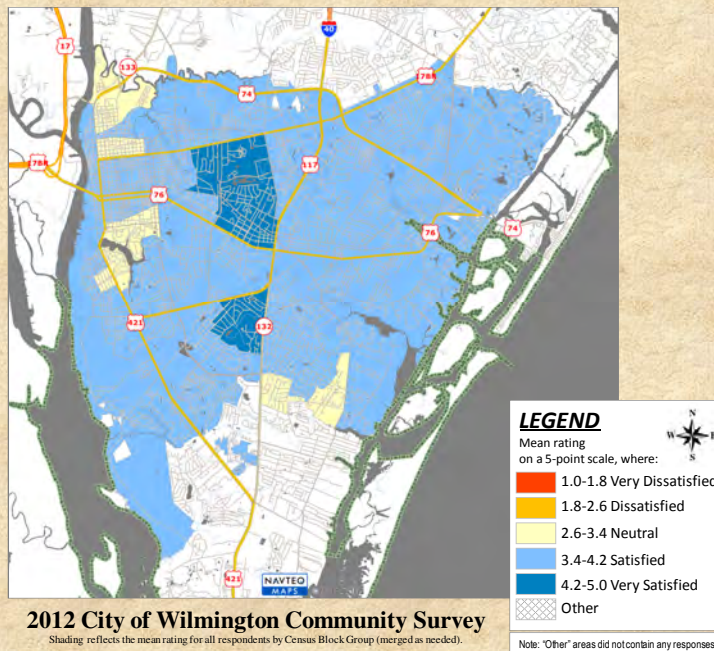 17
40
133
74
78R
117
78R
76
76
74
421
132
421
NAVTEQ
MAPS
LEGEND
N
W E
S
Mean rating
on a 5-point scale, where:
1.0-1.8 Very Dissatisfied
1.8-2.6 Dissatisfied
2.6-3.4 Neutral
3.4-4.2 Satisfied
4.2-5.0 Very Satisfied
Other
2012 City of Wilmington Community Survey
Shading reflects the mean rating for all respondents by Census Block Group (merged as needed).
Note: "Other" areas did not contain any responses